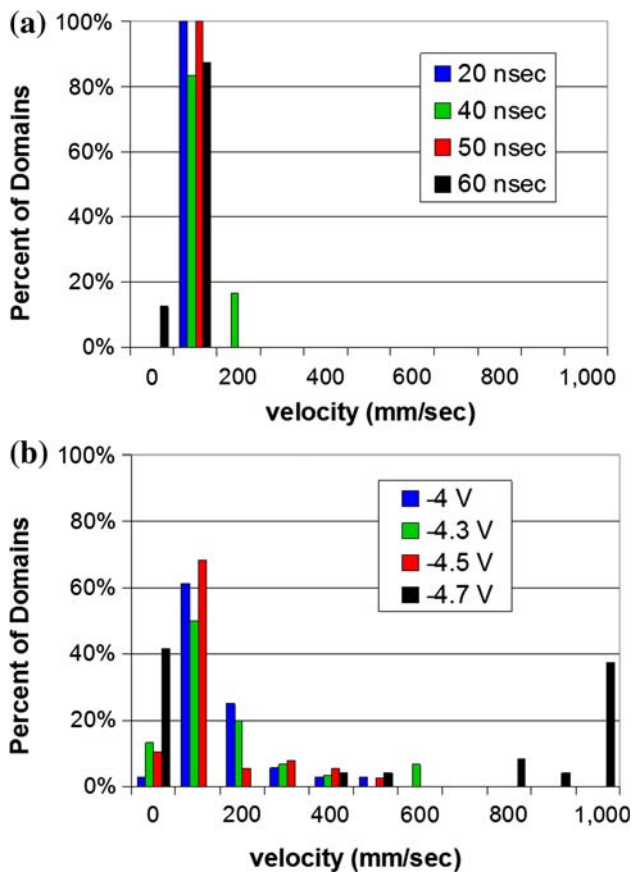 (a)
Percent of Domains
100%
80%
60%
40%
20%
0%
20 nsec
40 nsec
50 nsec
60 nsec
0 200 400 600 800 1,000
velocity (mm/sec)
(b)
Percent of Domains
100%
80%
60%
40%
20%
0%
-4 V
-4.3 V
-4.5 V
-4.7 V
0 200 400 600 800 1,000
velocity (mm/sec)